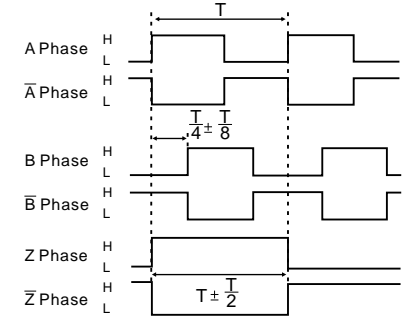 T
A Phase H
L
A̅ Phase H
L
T/4 ± T/8
B Phase H
L
B̅ Phase H
L
Z Phase H
L
T ± T/2
Z̅ Phase H
L